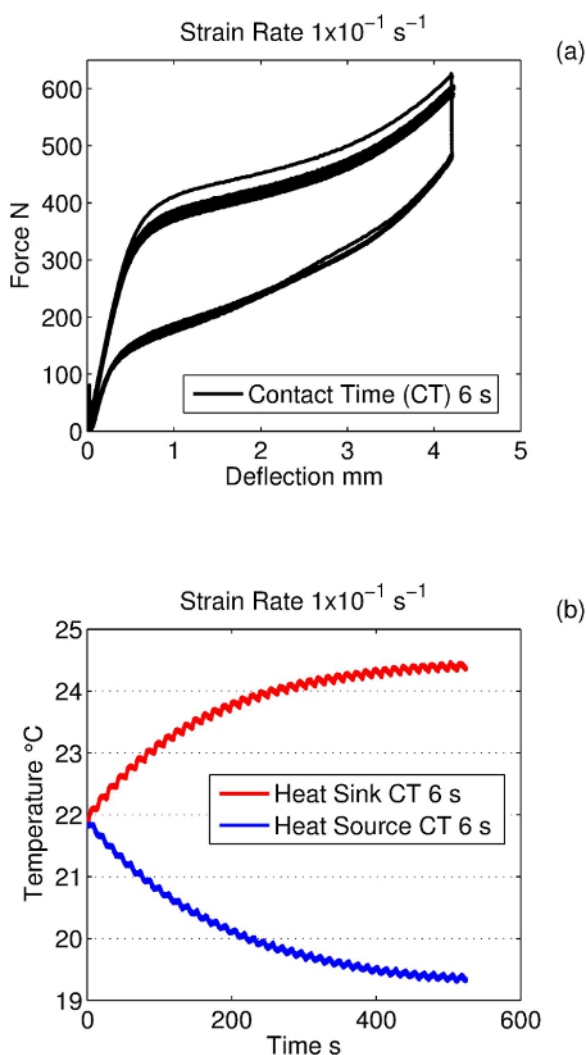 Strain Rate 1x10⁻¹ s⁻¹
(a)
600
500
400
300
200
100
0
Force N
Contact Time (CT) 6 s
0 1 2 3 4 5
Deflection mm
Strain Rate 1x10⁻¹ s⁻¹
(b)
25
24
23
22
21
20
19
Temperature °C
Heat Sink CT 6 s
Heat Source CT 6 s
0 200 400 600
Time s